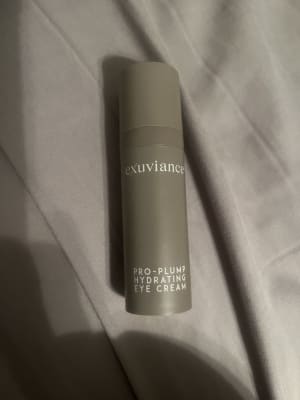 exuviance
PRO-PLUMP
HYDRATING
EYE CREAM